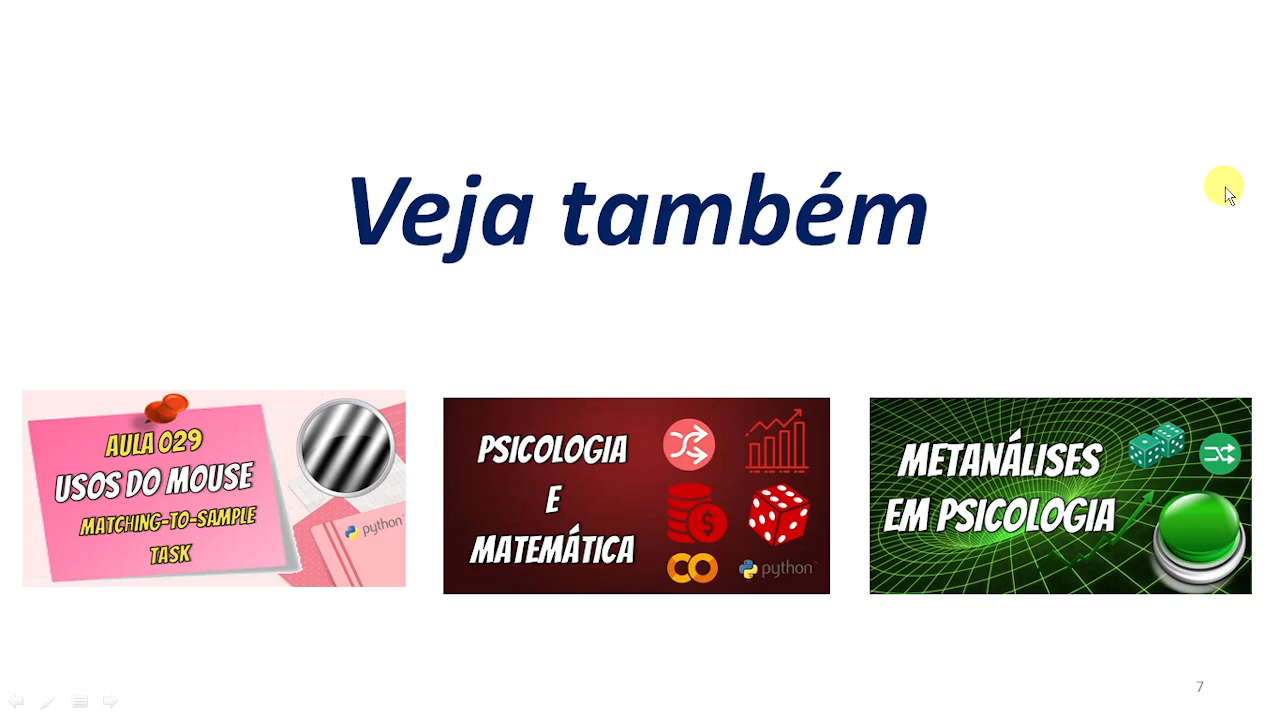 Veja também
AULA 029
USOS DO MOUSE
MATCHING-TO-SAMPLE
TASK
python
PSICOLOGIA
E
MATEMÁTICA
$
python
METANÁLISES
EM PSICOLOGIA
7